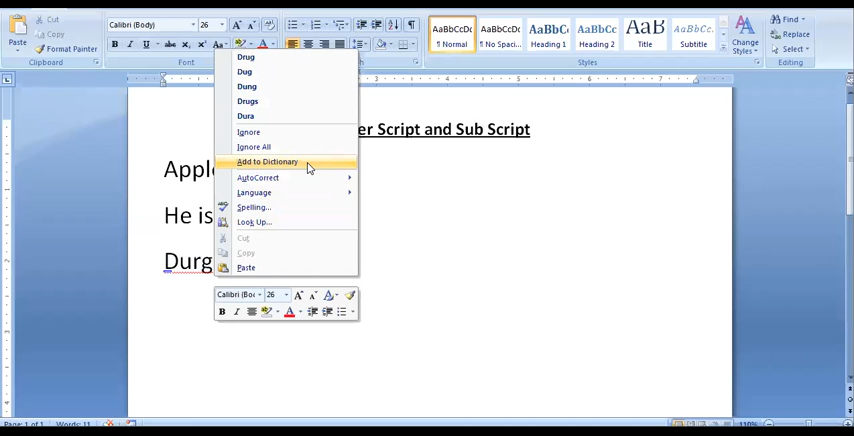 Cut
Copy
Format Painter
Paste
Clipboard
Calibri (Body)
26
Font
AaBbCcDc
¶ Normal
AaBbCcDc
¶ No Spaci...
AaBbCc
Heading 1
AaBbCc
Heading 2
AaB
Title
AaBbCc.
Subtitle
Change
Styles
Styles
Find
Replace
Select
Editing
Drug
Dug
Dung
Drugs
Dura
Ignore
Ignore All
Add to Dictionary
AutoCorrect
Language
Spelling...
Look Up...
Cut
Copy
Paste
Calibri (Boc
26
er Script and Sub Script
Apple
He is
Durg
Page: 1 of 1
Words: 11
110%